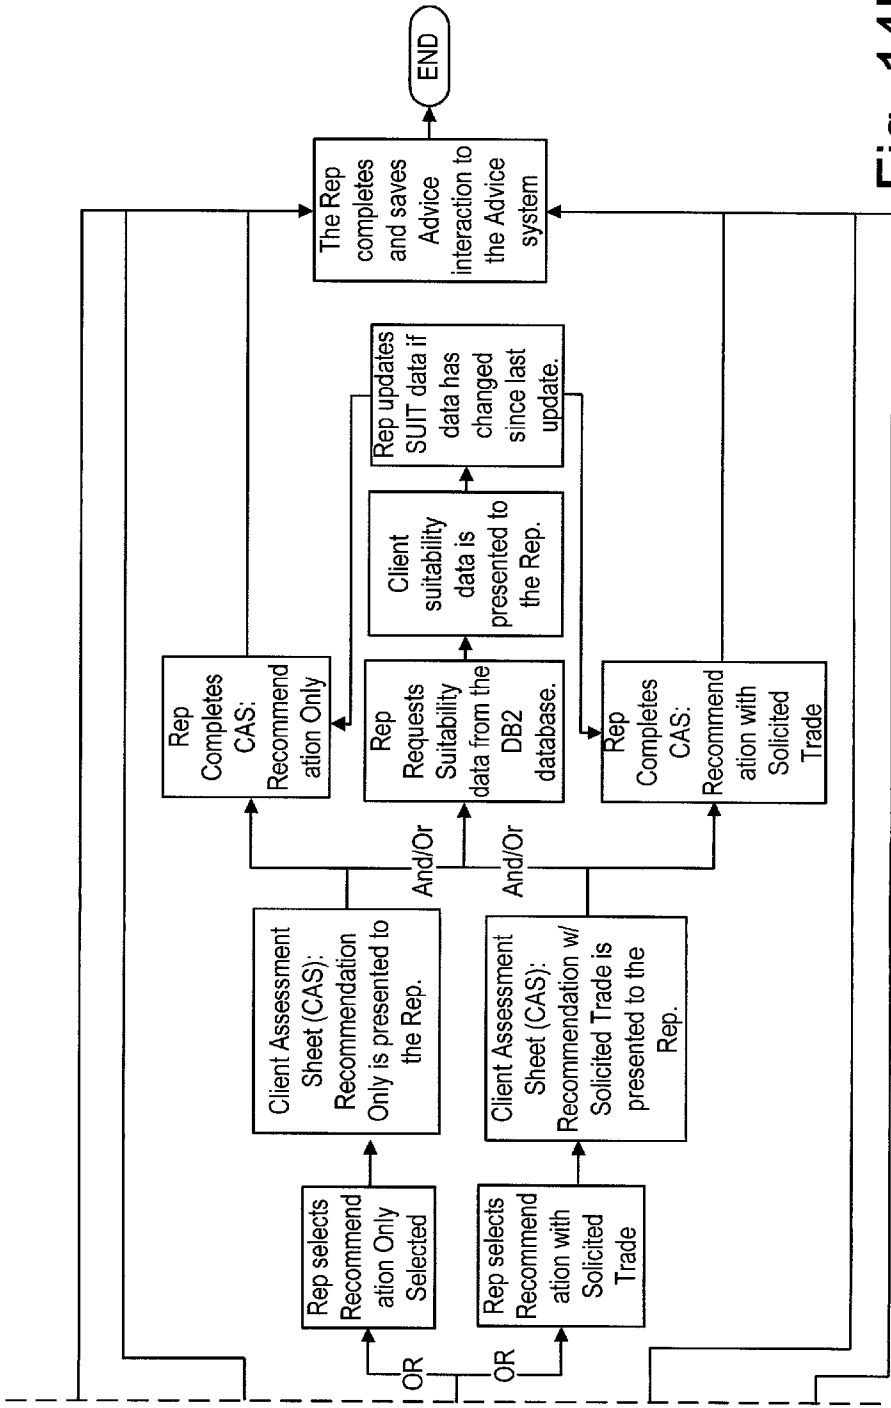 OR
OR
Rep selects
Recommend
ation Only
Selected
Rep selects
Recommend
ation with
Solicited
Trade
Client Assessment
Sheet (CAS):
Recommendation
Only is presented to
the Rep.
Client Assessment
Sheet (CAS):
Recommendation w/
Solicited Trade is
presented to the
Rep.
And/Or
And/Or
Rep
Completes
CAS:
Recommend
ation Only
Rep
Requests
Suitability
data from the
DB2
database.
Rep
Completes
CAS:
Recommend
ation with
Solicited
Trade
Client
suitability
data is
presented to
the Rep.
Rep updates
SUIT data if
data has
changed
since last
update.
The Rep
completes
and saves
Advice
interaction to
the Advice
system
END